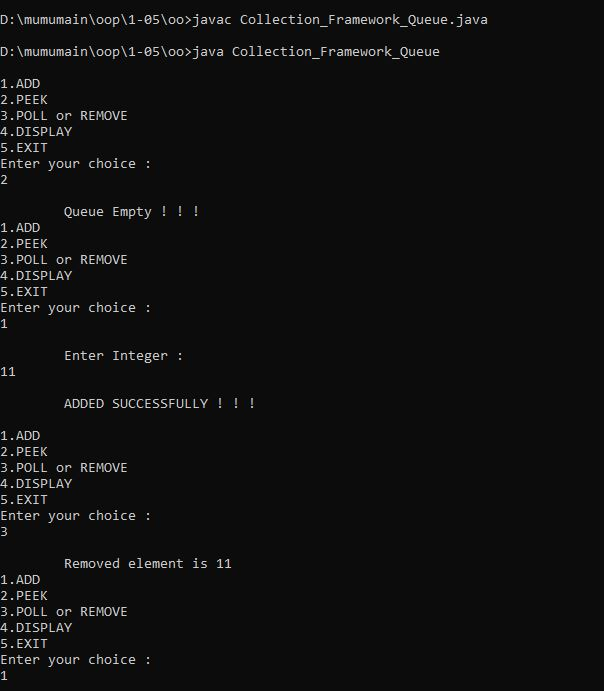 D:\mumumain\oop\1-05\oo>javac Collection_Framework_Queue.java
D:\mumumain\oop\1-05\oo>java Collection_Framework_Queue
1.ADD
2.PEEK
3.POLL or REMOVE
4.DISPLAY
5.EXIT
Enter your choice :
2
Queue Empty ! ! !
1.ADD
2.PEEK
3.POLL or REMOVE
4.DISPLAY
5.EXIT
Enter your choice :
1
Enter Integer :
11
ADDED SUCCESSFULLY ! ! !
1.ADD
2.PEEK
3.POLL or REMOVE
4.DISPLAY
5.EXIT
Enter your choice :
3
Removed element is 11
1.ADD
2.PEEK
3.POLL or REMOVE
4.DISPLAY
5.EXIT
Enter your choice :
1